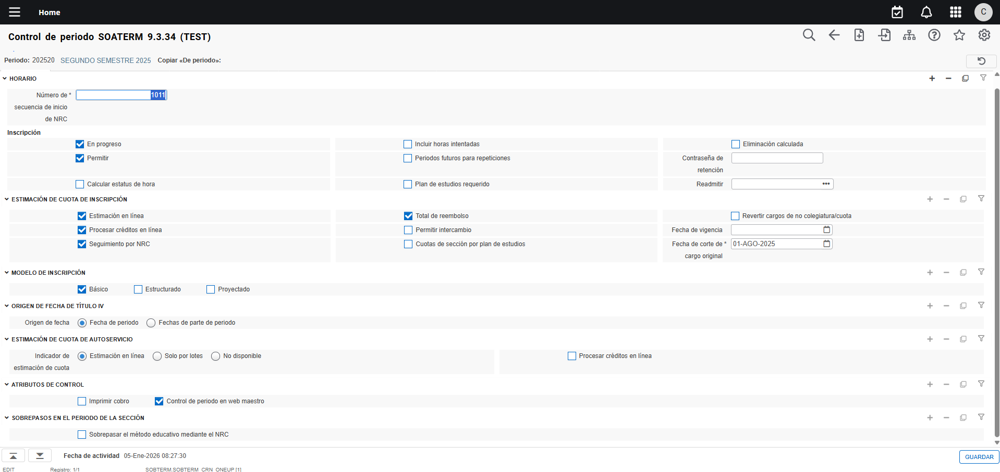 Home
C
Control de periodo SOATERM 9.3.34 (TEST)
Periodo: 202520 SEGUNDO SEMESTRE 2025 Copiar «De periodo»:
HORARIO
Número de * 1011
secuencia de inicio
de NRC
Inscripción
En progreso Incluir horas intentadas Eliminación calculada
Permitir Periodos futuros para repeticiones Contraseña de
retención
Calcular estatus de hora Plan de estudios requerido Readmitir
ESTIMACIÓN DE CUOTA DE INSCRIPCIÓN
Estimación en línea Total de reembolso Revertir cargos de no colegiatura/cuota
Procesar créditos en línea Permitir intercambio Fecha de vigencia
Seguimiento por NRC Cuotas de sección por plan de estudios Fecha de corte de * 01-AGO-2025
cargo original
MODELO DE INSCRIPCIÓN
Básico Estructurado Proyectado
ORIGEN DE FECHA DE TÍTULO IV
Origen de fecha Fecha de periodo Fechas de parte de periodo
ESTIMACIÓN DE CUOTA DE AUTOSERVICIO
Indicador de Estimación en línea Solo por lotes No disponible Procesar créditos en línea
estimación de cuota
ATRIBUTOS DE CONTROL
Imprimir cobro Control de periodo en web maestro
SOBREPASOS EN EL PERIODO DE LA SECCIÓN
Sobrepasar el método educativo mediante el NRC
Fecha de actividad 05-Ene-2026 08:27:30 GUARDAR
EDIT Registro: 1/1 SOBTERM.SOBTERM_CRN_ONEUP [1]